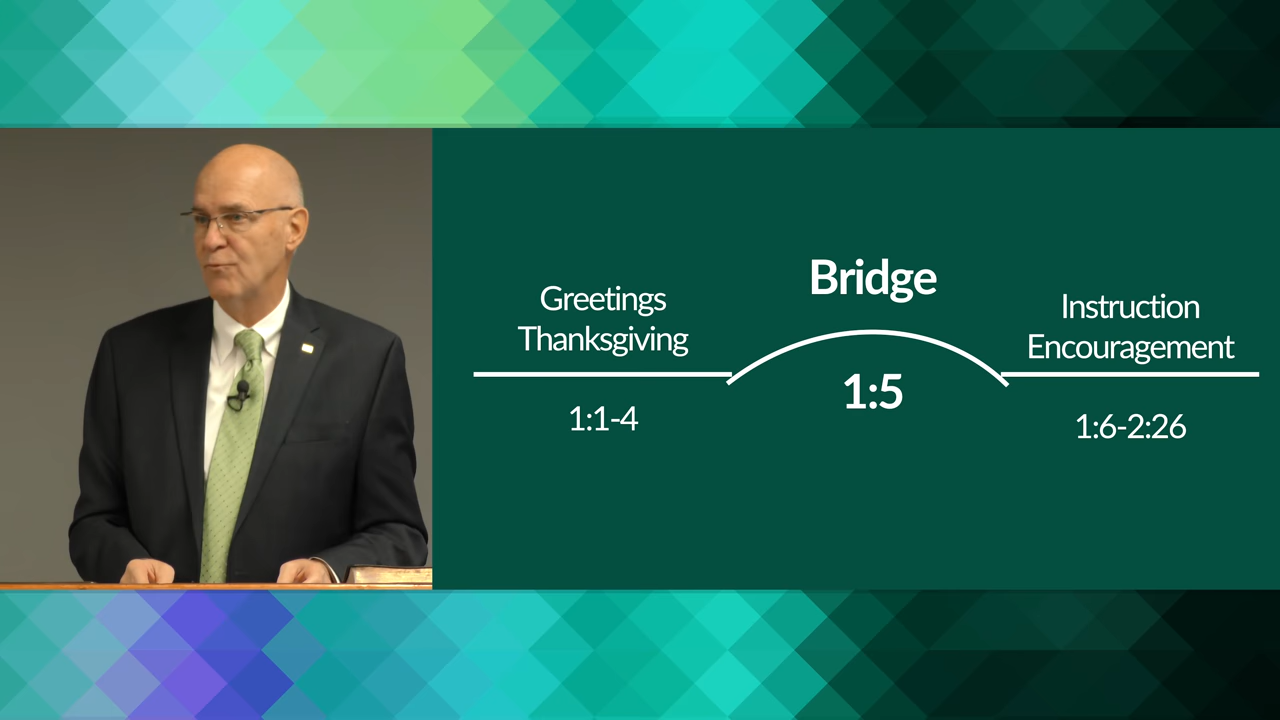 Greetings
Thanksgiving
1:1-4
Bridge
1:5
Instruction
Encouragement
1:6-2:26